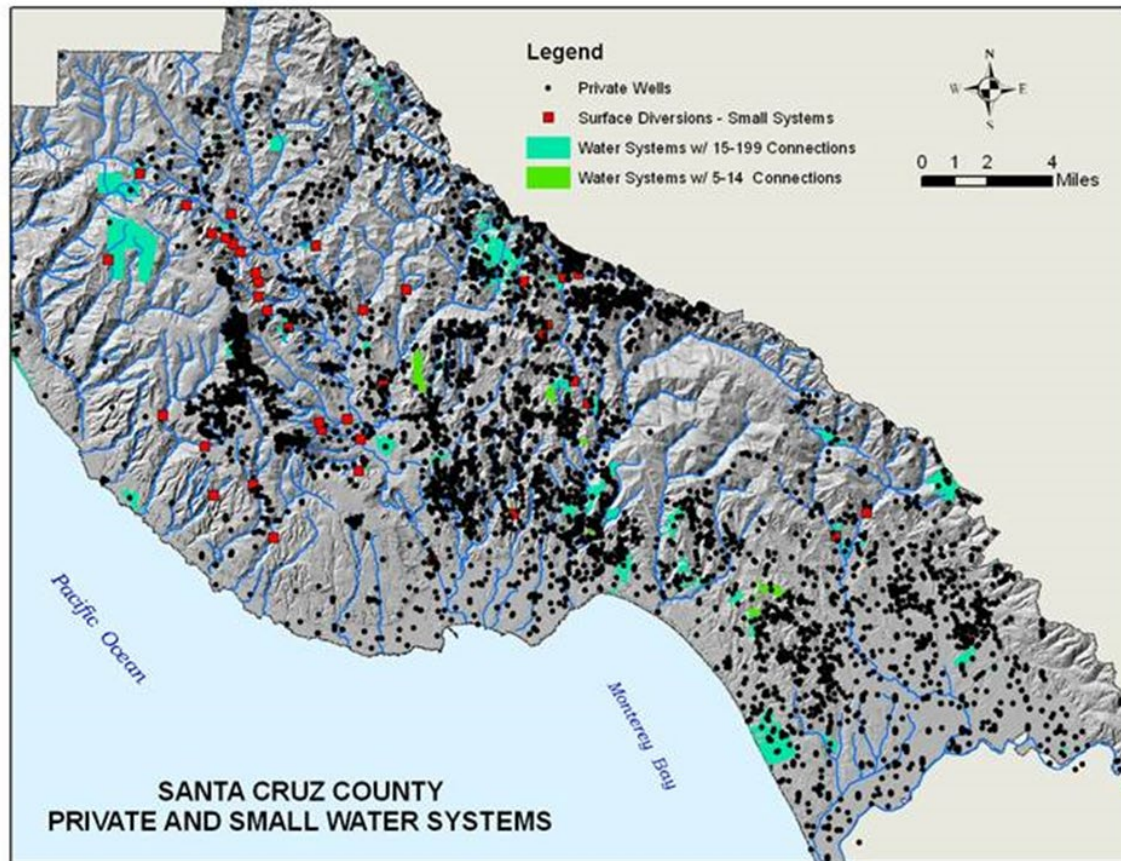 Legend
Private Wells
Surface Diversions - Small Systems
Water Systems w/ 15-199 Connections
Water Systems w/ 5-14 Connections
N
W E
S
0 1 2 4
Miles
Pacific Ocean
Monterey Bay
SANTA CRUZ COUNTY
PRIVATE AND SMALL WATER SYSTEMS